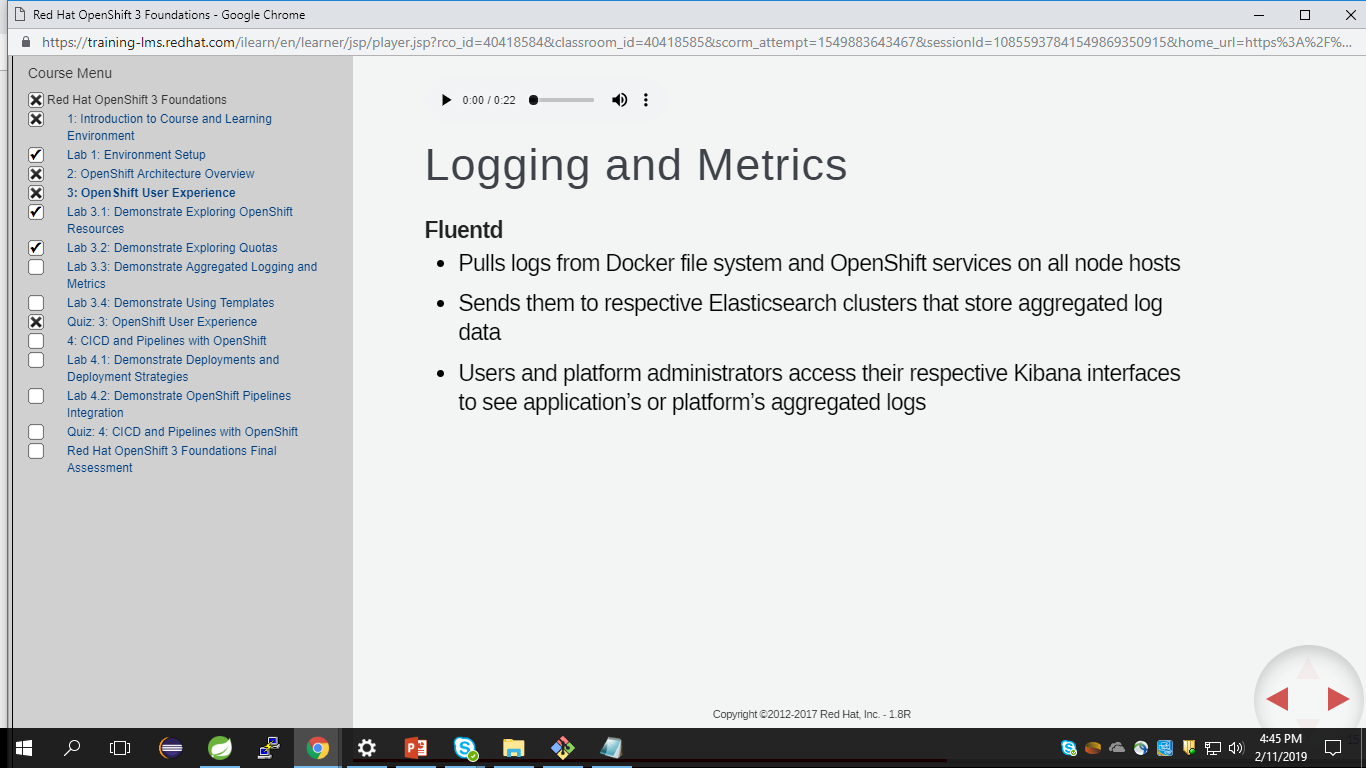 Red Hat OpenShift 3 Foundations - Google Chrome
https://training-lms.redhat.com/ilearn/en/learner/jsp/player.jsp?rco_id=40418584&classroom_id=40418585&scorm_attempt=1549883643467&sessionId=10855937841549869350915&home_url=https%3A%2F%...
Course Menu
Red Hat OpenShift 3 Foundations
1: Introduction to Course and Learning
Environment
Lab 1: Environment Setup
2: OpenShift Architecture Overview
3: OpenShift User Experience
Lab 3.1: Demonstrate Exploring OpenShift
Resources
Lab 3.2: Demonstrate Exploring Quotas
Lab 3.3: Demonstrate Aggregated Logging and
Metrics
Lab 3.4: Demonstrate Using Templates
Quiz: 3: OpenShift User Experience
4: CICD and Pipelines with OpenShift
Lab 4.1: Demonstrate Deployments and
Deployment Strategies
Lab 4.2: Demonstrate OpenShift Pipelines
Integration
Quiz: 4: CICD and Pipelines with OpenShift
Red Hat OpenShift 3 Foundations Final
Assessment
0:00 / 0:22
Logging and Metrics
Fluentd
• Pulls logs from Docker file system and OpenShift services on all node hosts
• Sends them to respective Elasticsearch clusters that store aggregated log
data
• Users and platform administrators access their respective Kibana interfaces
to see application’s or platform’s aggregated logs
Copyright ©2012-2017 Red Hat, Inc. - 1.8R
4:45 PM
2/11/2019